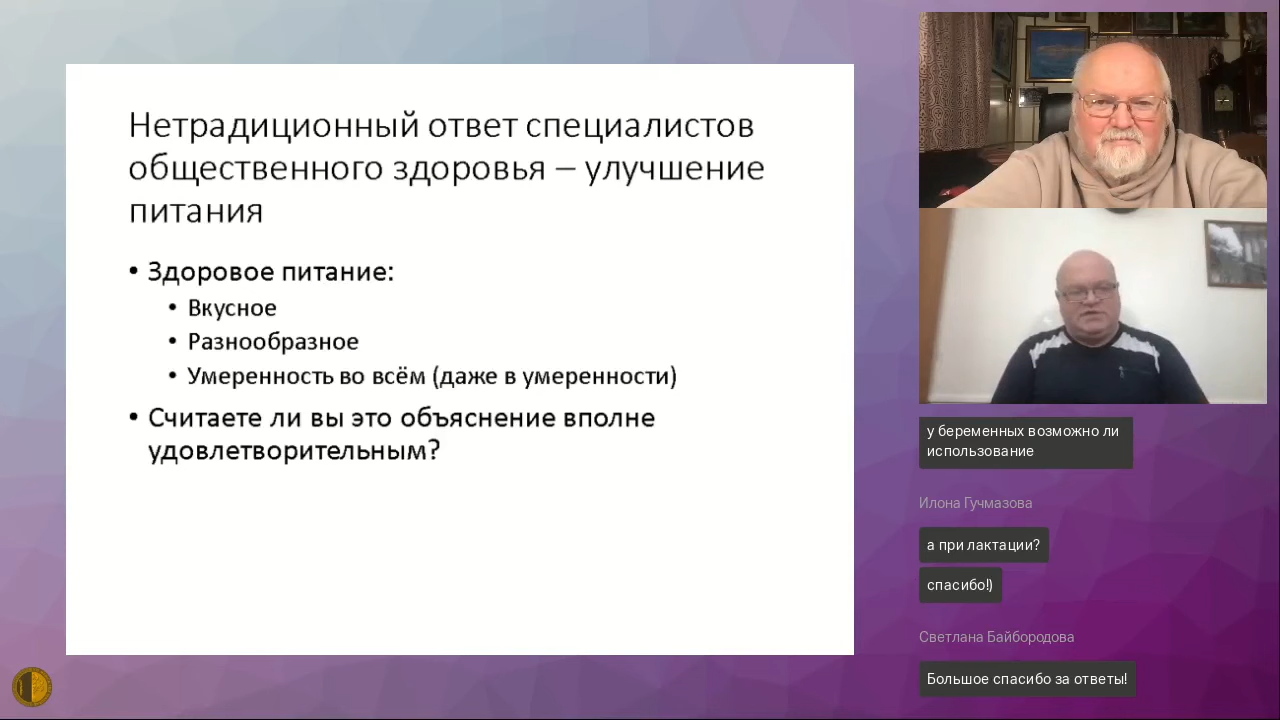 Нетрадиционный ответ специалистов
общественного здоровья – улучшение
питания
• Здоровое питание:
• Вкусное
• Разнообразное
• Умеренность во всём (даже в умеренности)
• Считаете ли вы это объяснение вполне
удовлетворительным?
у беременных возможно ли
использование
Илона Гучмазова
а при лактации?
спасибо!)
Светлана Байбородова
Большое спасибо за ответы!